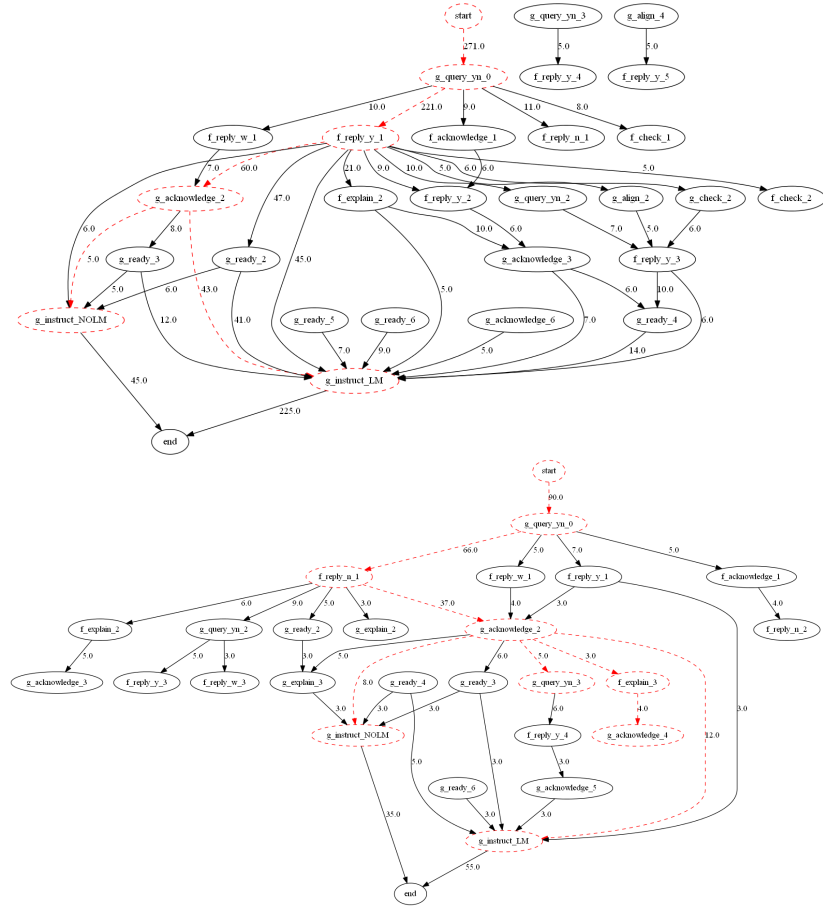 start g_query_yn_3 g_align_4
271.0 5.0 5.0
g_query_yn_0 f_reply_y_4 f_reply_y_5
10.0 221.0 9.0 11.0 8.0
f_reply_w_1 f_reply_y_1 f_acknowledge_1 f_reply_n_1 f_check_1
7.0 60.0 47.0 21.0 9.0 10.0 6.0 5.0 6.0 5.0
g_acknowledge_2 f_explain_2 f_reply_y_2 g_query_yn_2 g_align_2 g_check_2 f_check_2
6.0 5.0 8.0 45.0 10.0 6.0 7.0 5.0 6.0
g_ready_3 g_ready_2 g_acknowledge_3 f_reply_y_3
5.0 6.0 43.0 5.0 6.0 10.0
g_instruct_NOLM g_ready_5 g_ready_6 g_acknowledge_6 g_ready_4
12.0 41.0 7.0 9.0 5.0 7.0 14.0 6.0
g_instruct_LM
45.0 225.0
end
start
90.0
g_query_yn_0
66.0 5.0 7.0 5.0
f_reply_n_1 f_reply_w_1 f_reply_y_1 f_acknowledge_1
6.0 9.0 5.0 3.0 37.0 4.0 3.0 4.0
f_explain_2 g_query_yn_2 g_ready_2 g_explain_2 g_acknowledge_2 f_reply_n_2
5.0 5.0 3.0 3.0 5.0 8.0 6.0 5.0 3.0
g_acknowledge_3 f_reply_y_3 f_reply_w_3 g_explain_3 g_ready_4 g_ready_3 g_query_yn_3 f_explain_3
3.0 3.0 3.0 6.0 4.0 3.0
g_instruct_NOLM f_reply_y_4 g_acknowledge_4
5.0 3.0 3.0 12.0
g_ready_6 g_acknowledge_5
35.0 3.0 3.0
g_instruct_LM
55.0
end